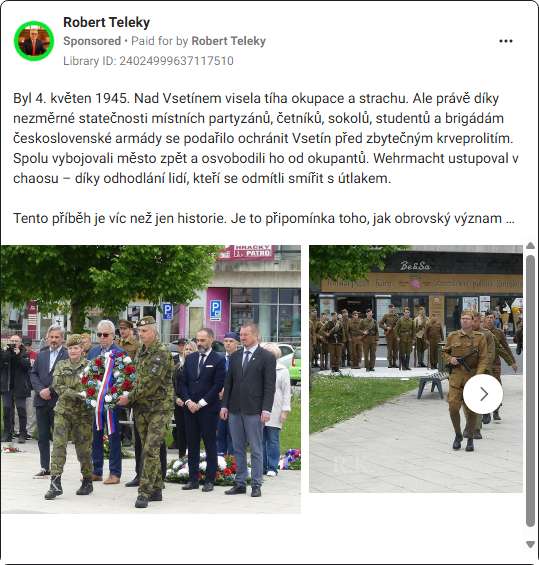 Robert Teleky
Sponsored • Paid for by Robert Teleky
Library ID: 24024999637117510
Byl 4. květen 1945. Nad Vsetínem visela tíha okupace a strachu. Ale právě díky
nezměrné statečnosti místních partyzánů, četníků, sokolů, studentů a brigádám
československé armády se podařilo ochránit Vsetín před zbytečným krveprolitím.
Spolu vybojovali město zpět a osvobodili ho od okupantů. Wehrmacht ustupoval v
chaosu – díky odhodlání lidí, kteří se odmítli smířit s útlakem.
Tento příběh je víc než jen historie. Je to připomínka toho, jak obrovský význam ...
HRAČKY
1. PATRO
P
P
Be&Sa